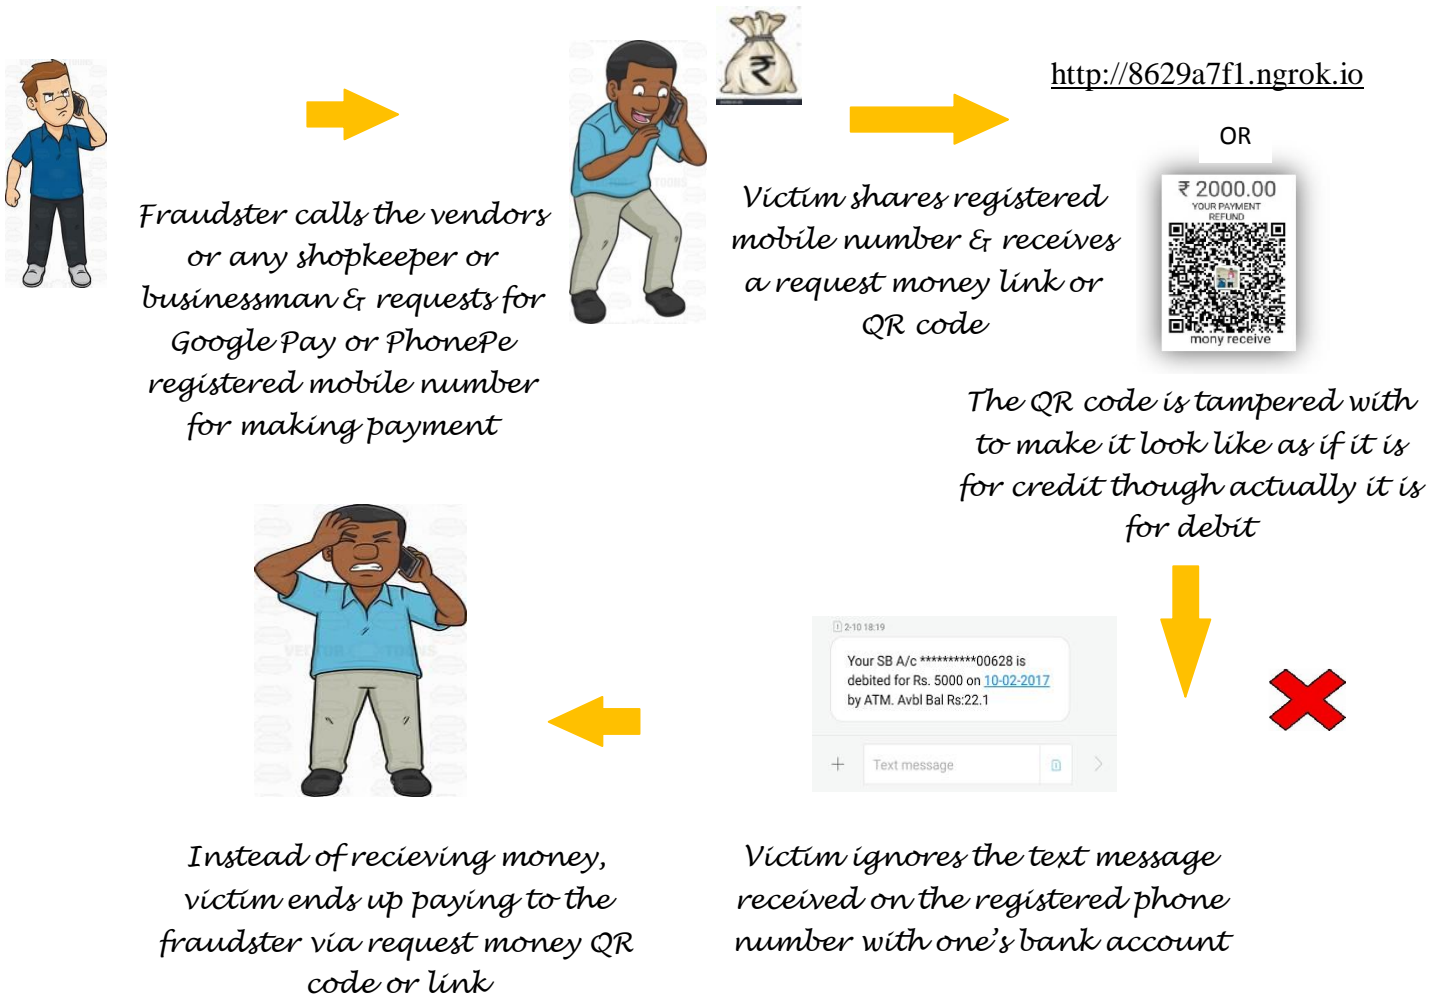 Fraudster calls the vendors
or any shopkeeper or
businessman & requests for
Google Pay or PhonePe
registered mobile number
for making payment
₹
Victim shares registered
mobile number & receives
a request money link or
QR code
http://8629a7f1.ngrok.io
OR
₹ 2000.00
YOUR PAYMENT
REFUND
mony receive
The QR code is tampered with
to make it look like as if it is
for credit though actually it is
for debit
2-10 18:19
Your SB A/c **********00628 is
debited for Rs. 5000 on 10-02-2017
by ATM. Avbl Bal Rs:22.1
Text message
Victim ignores the text message
received on the registered phone
number with one's bank account
VECTOR TOONS
Instead of recieving money,
victim ends up paying to the
fraudster via request money QR
code or link